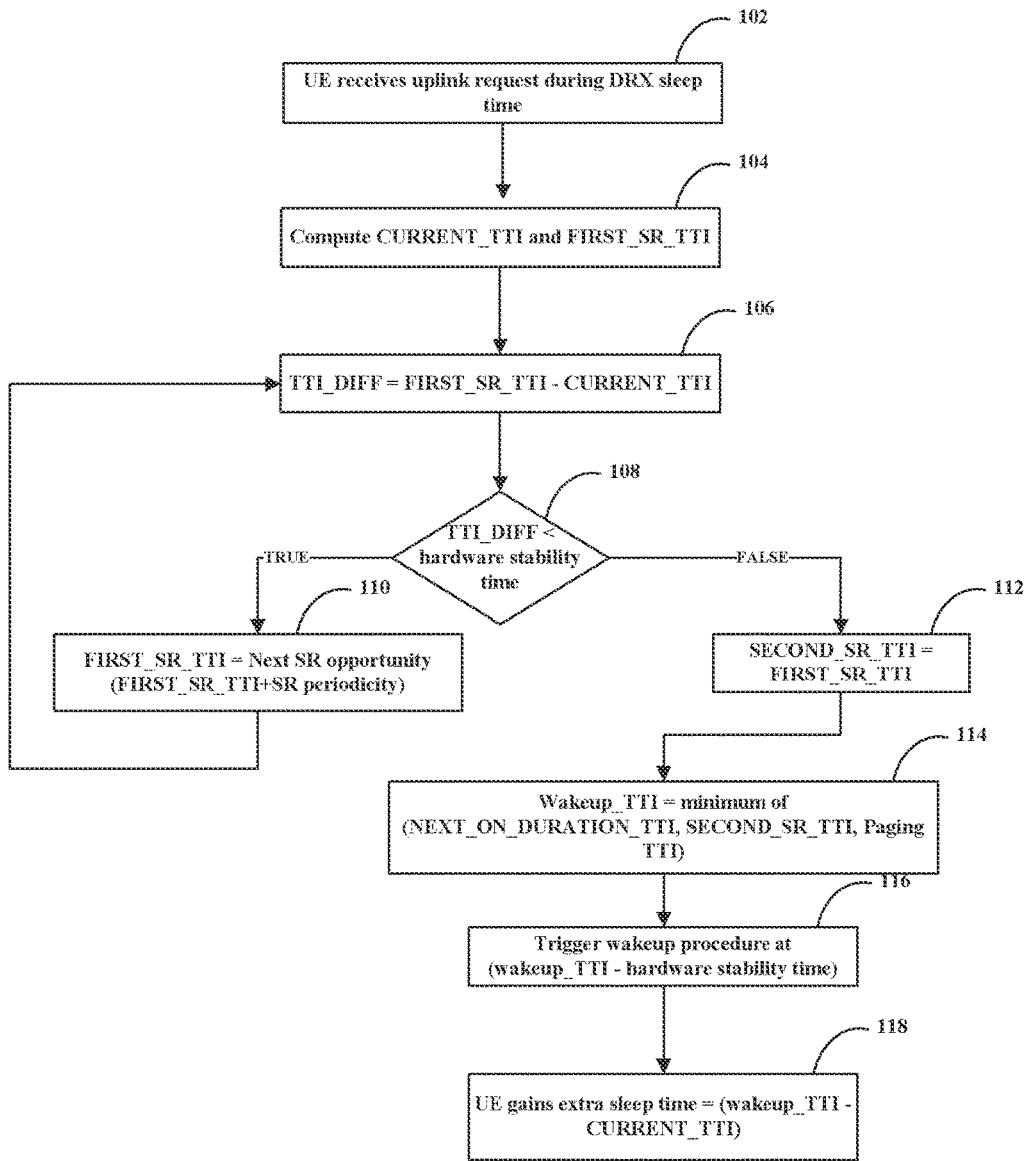 102
UE receives uplink request during DRX sleep
time
104
Compute CURRENT_TTI and FIRST_SR_TTI
106
TTI_DIFF = FIRST_SR_TTI - CURRENT_TTI
108
TTI_DIFF <
hardware stability
time
TRUE
FALSE
110
FIRST_SR_TTI = Next SR opportunity
(FIRST_SR_TTI+SR periodicity)
112
SECOND_SR_TTI =
FIRST_SR_TTI
114
Wakeup_TTI = minimum of
(NEXT_ON_DURATION_TTI, SECOND_SR_TTI, Paging
TTI)
116
Trigger wakeup procedure at
(wakeup_TTI - hardware stability time)
118
UE gains extra sleep time = (wakeup_TTI -
CURRENT_TTI)